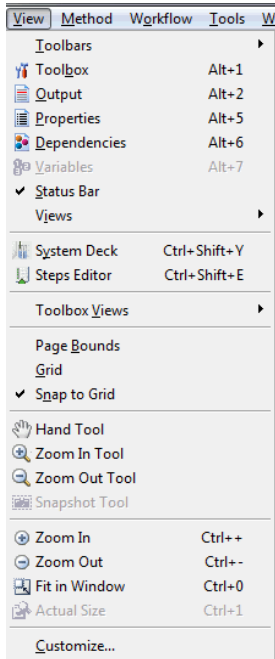 View Method Workflow Tools W
Toolbars
Toolbox Alt+1
Output Alt+2
Properties Alt+5
Dependencies Alt+6
Variables Alt+7
Status Bar
Views
System Deck Ctrl+Shift+Y
Steps Editor Ctrl+Shift+E
Toolbox Views
Page Bounds
Grid
Snap to Grid
Hand Tool
Zoom In Tool
Zoom Out Tool
Snapshot Tool
Zoom In Ctrl++
Zoom Out Ctrl+-
Fit in Window Ctrl+0
Actual Size Ctrl+1
Customize...